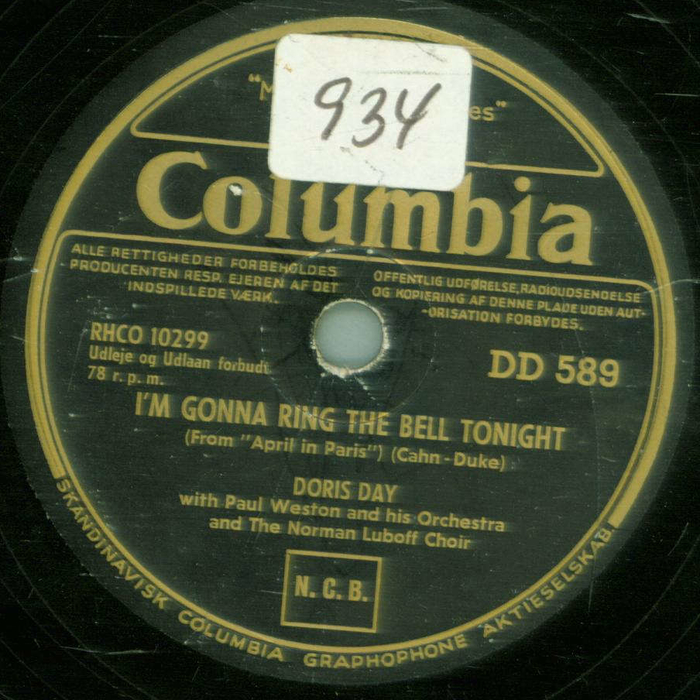 934
Columbia
ALLE RETTIGHEDER FORBEHOLDES
PRODUCENTEN RESP. EJEREN AF DET
INDSPILLEDE VÆRK.
OFFENTLIG UDFØRELSE, RADIOUDSENDELSE
OG KOPIERING AF DENNE PLADE UDEN AUT-
ORISATION FORBYDES.
RHCO 10299
Udleje og Udlaan forbudt
78 r. p. m.
DD 589
I'M GONNA RING THE BELL TONIGHT
(From "April in Paris") (Cahn - Duke)
DORIS DAY
with Paul Weston and his Orchestra
and The Norman Luboff Choir
N. C. B.
SKANDINAVISK COLUMBIA GRAPHOPHONE AKTIESELSKAB